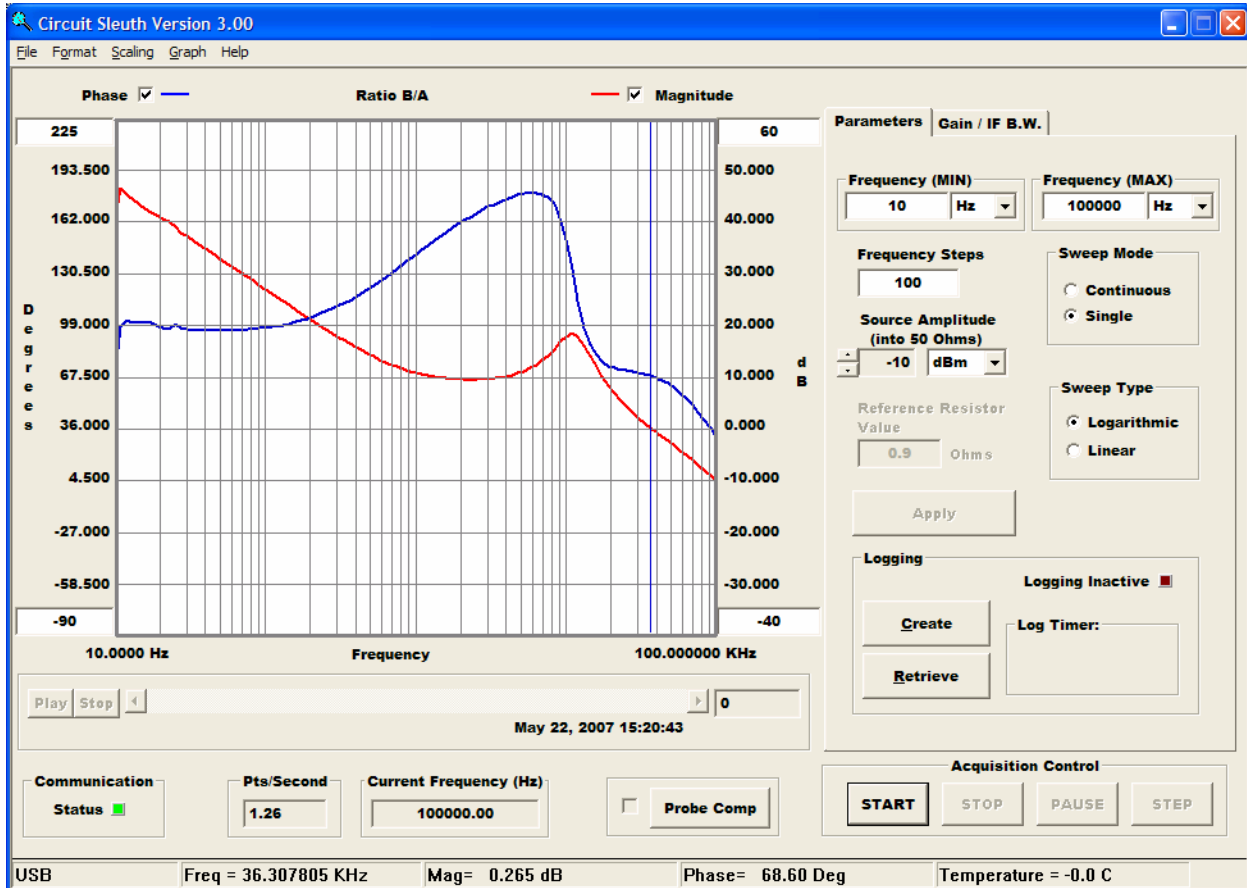 Circuit Sleuth Version 3.00
File Format Scaling Graph Help
Phase Ratio B/A Magnitude
225
193.500
162.000
130.500
99.000
67.500
36.000
4.500
-27.000
-58.500
-90
Degrees
60
50.000
40.000
30.000
20.000
10.000
0.000
-10.000
-20.000
-30.000
-40
dB
10.0000 Hz Frequency 100.000000 KHz
Play Stop 0
May 22, 2007 15:20:43
Parameters Gain / IF B.W.
Frequency (MIN) Frequency (MAX)
10 Hz 100000 Hz
Frequency Steps
100
Source Amplitude
(into 50 Ohms)
-10 dBm
Reference Resistor
Value
0.9 Ohms
Apply
Sweep Mode
Continuous
Single
Sweep Type
Logarithmic
Linear
Logging
Logging Inactive
Create
Retrieve
Log Timer:
Communication
Status
Pts/Second
1.26
Current Frequency (Hz)
100000.00
Probe Comp
Acquisition Control
START STOP PAUSE STEP
USB Freq = 36.307805 KHz Mag= 0.265 dB Phase= 68.60 Deg Temperature = -0.0 C